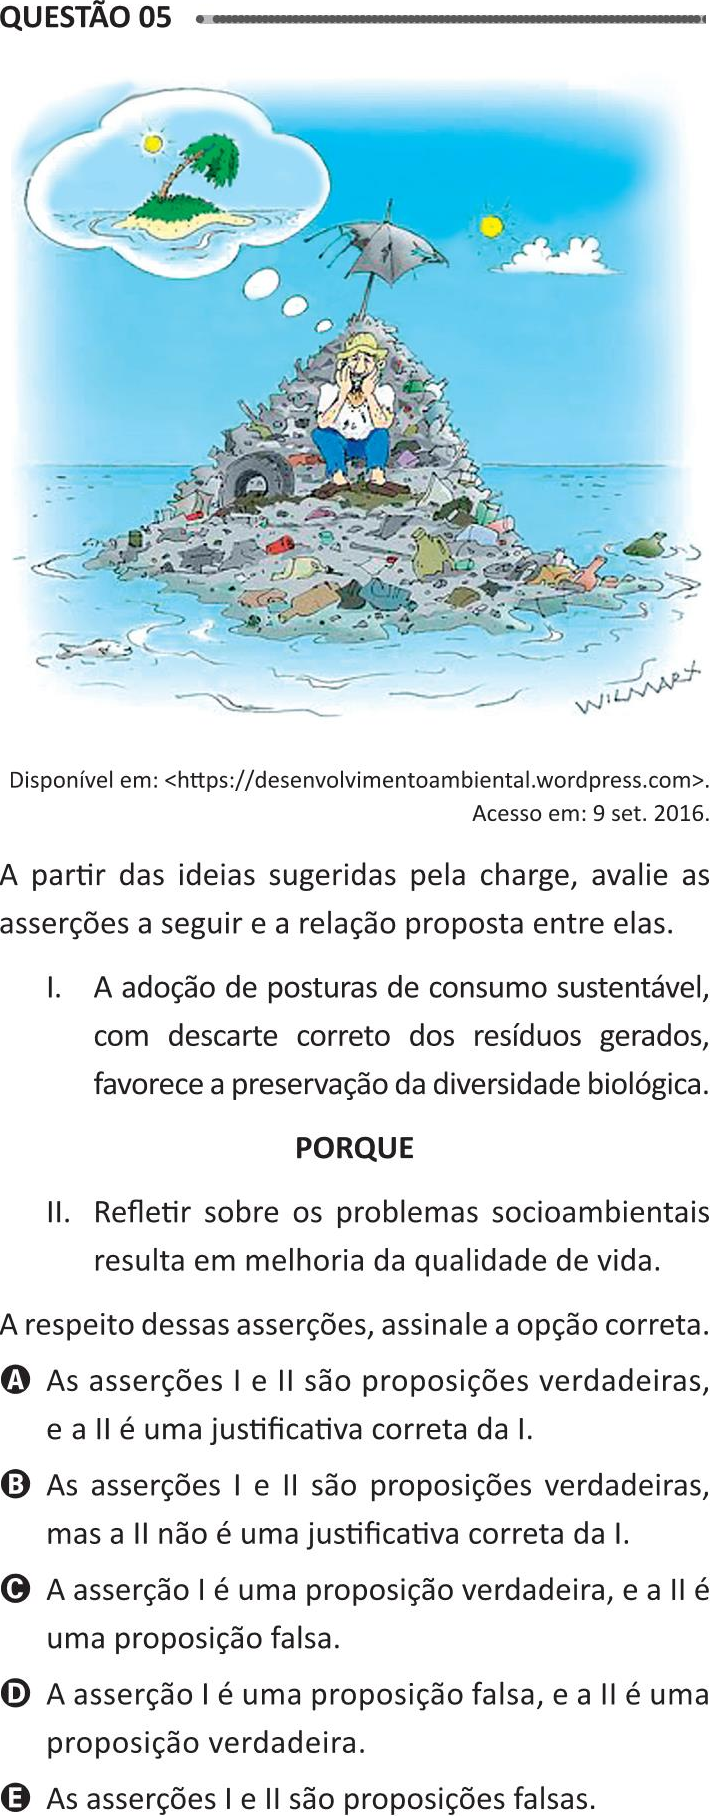 QUESTÃO 05
WILMARX
Disponível em: <https://desenvolvimentoambiental.wordpress.com>.
Acesso em: 9 set. 2016.
A partir das ideias sugeridas pela charge, avalie as
asserções a seguir e a relação proposta entre elas.
I. A adoção de posturas de consumo sustentável,
com descarte correto dos resíduos gerados,
favorece a preservação da diversidade biológica.
PORQUE
II. Refletir sobre os problemas socioambientais
resulta em melhoria da qualidade de vida.
A respeito dessas asserções, assinale a opção correta.
A As asserções I e II são proposições verdadeiras,
e a II é uma justificativa correta da I.
B As asserções I e II são proposições verdadeiras,
mas a II não é uma justificativa correta da I.
C A asserção I é uma proposição verdadeira, e a II é
uma proposição falsa.
D A asserção I é uma proposição falsa, e a II é uma
proposição verdadeira.
E As asserções I e II são proposições falsas.